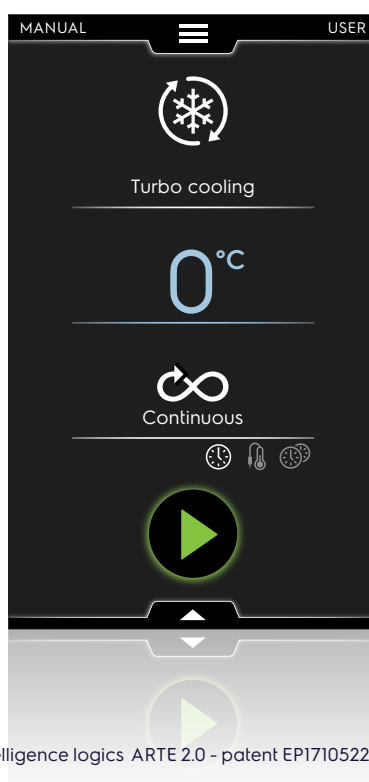 MANUAL USER
Turbo cooling
0°C
Continuous
lligence logics ARTE 2.0 - patent EP1710522